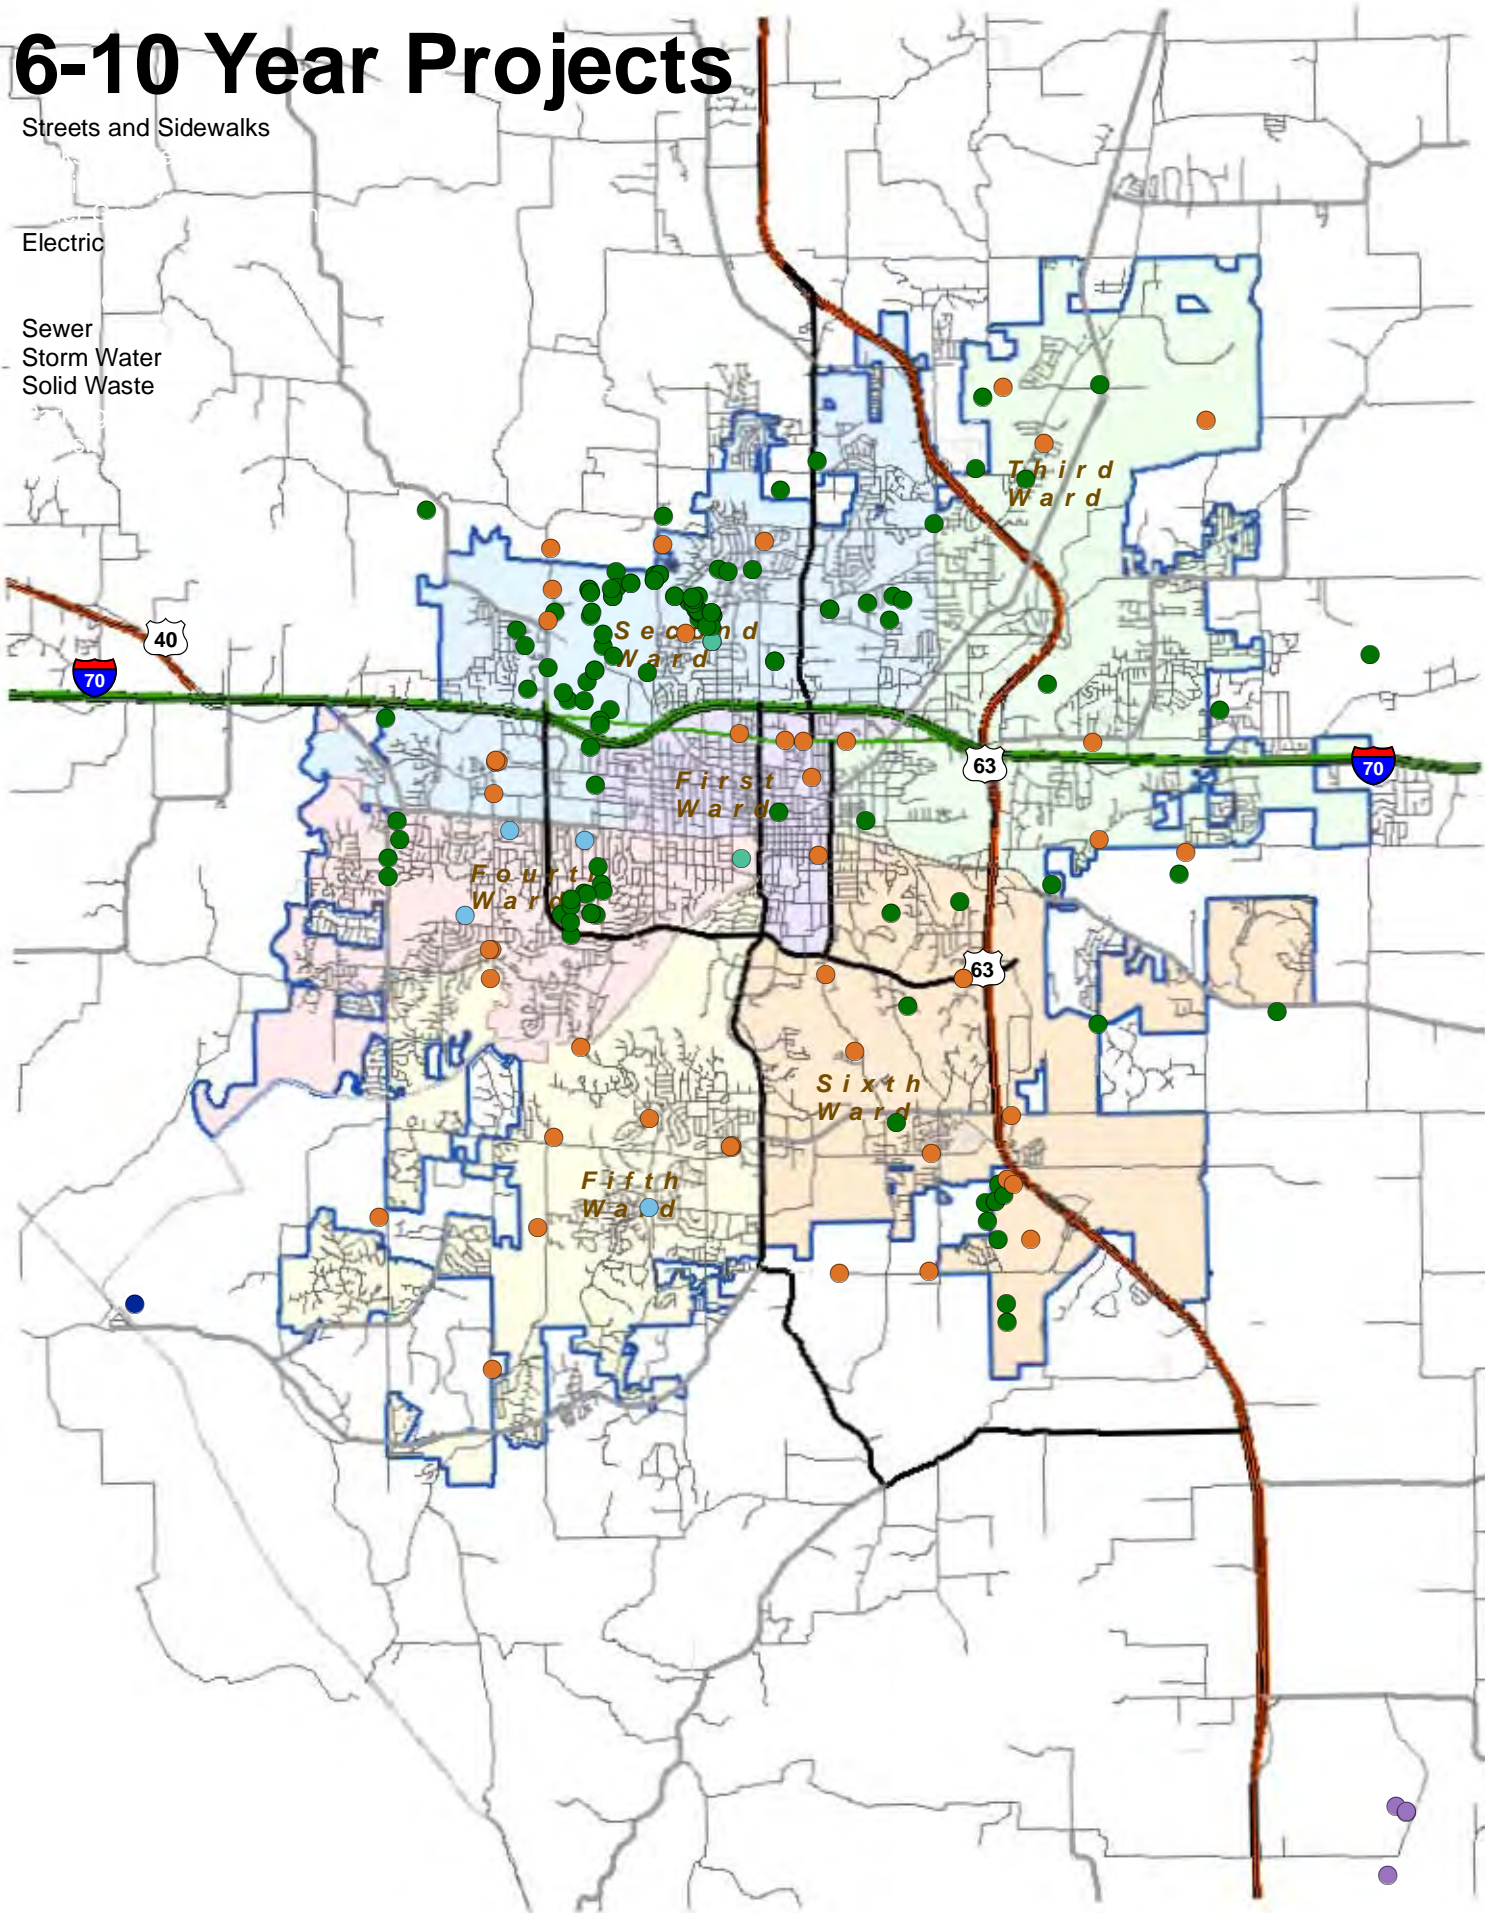 6-10 Year Projects
Streets and Sidewalks
Electric
Sewer
Storm Water
Solid Waste
Third
Ward
40
Second
Ward
70
63
70
First
Ward
Fourth
Ward
63
Sixth
Ward
Fifth
Ward